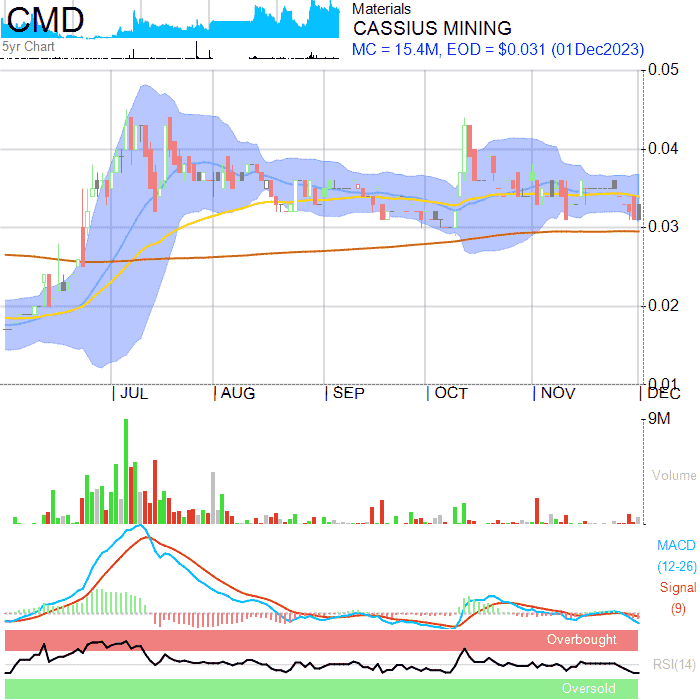 CMD
5yr Chart
Materials
CASSIUS MINING
MC = 15.4M, EOD = $0.031 (01Dec2023)
0.05
0.04
0.03
0.02
0.01
| JUL | AUG | SEP | OCT | NOV | DEC
9M
Volume
MACD
(12-26)
Signal
(9)
Overbought
RSI(14)
Oversold